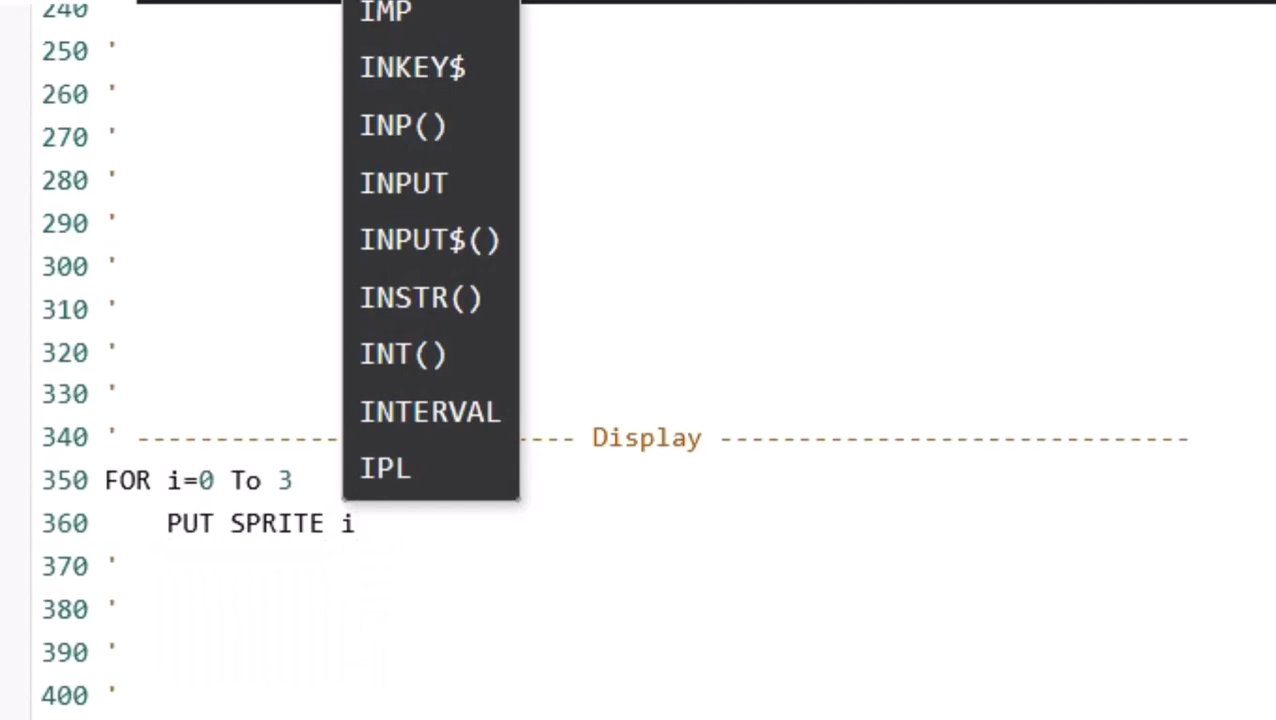 240
IMP
250 '
INKEY$
260 '
INP()
270 '
280 '
INPUT
290 '
INPUT$()
300 '
INSTR()
310 '
320 '
INT()
330 '
INTERVAL
340 ' ----------------- Display ------------------------------
IPL
350 FOR i=0 To 3
360 PUT SPRITE i
370 '
380 '
390 '
400 '